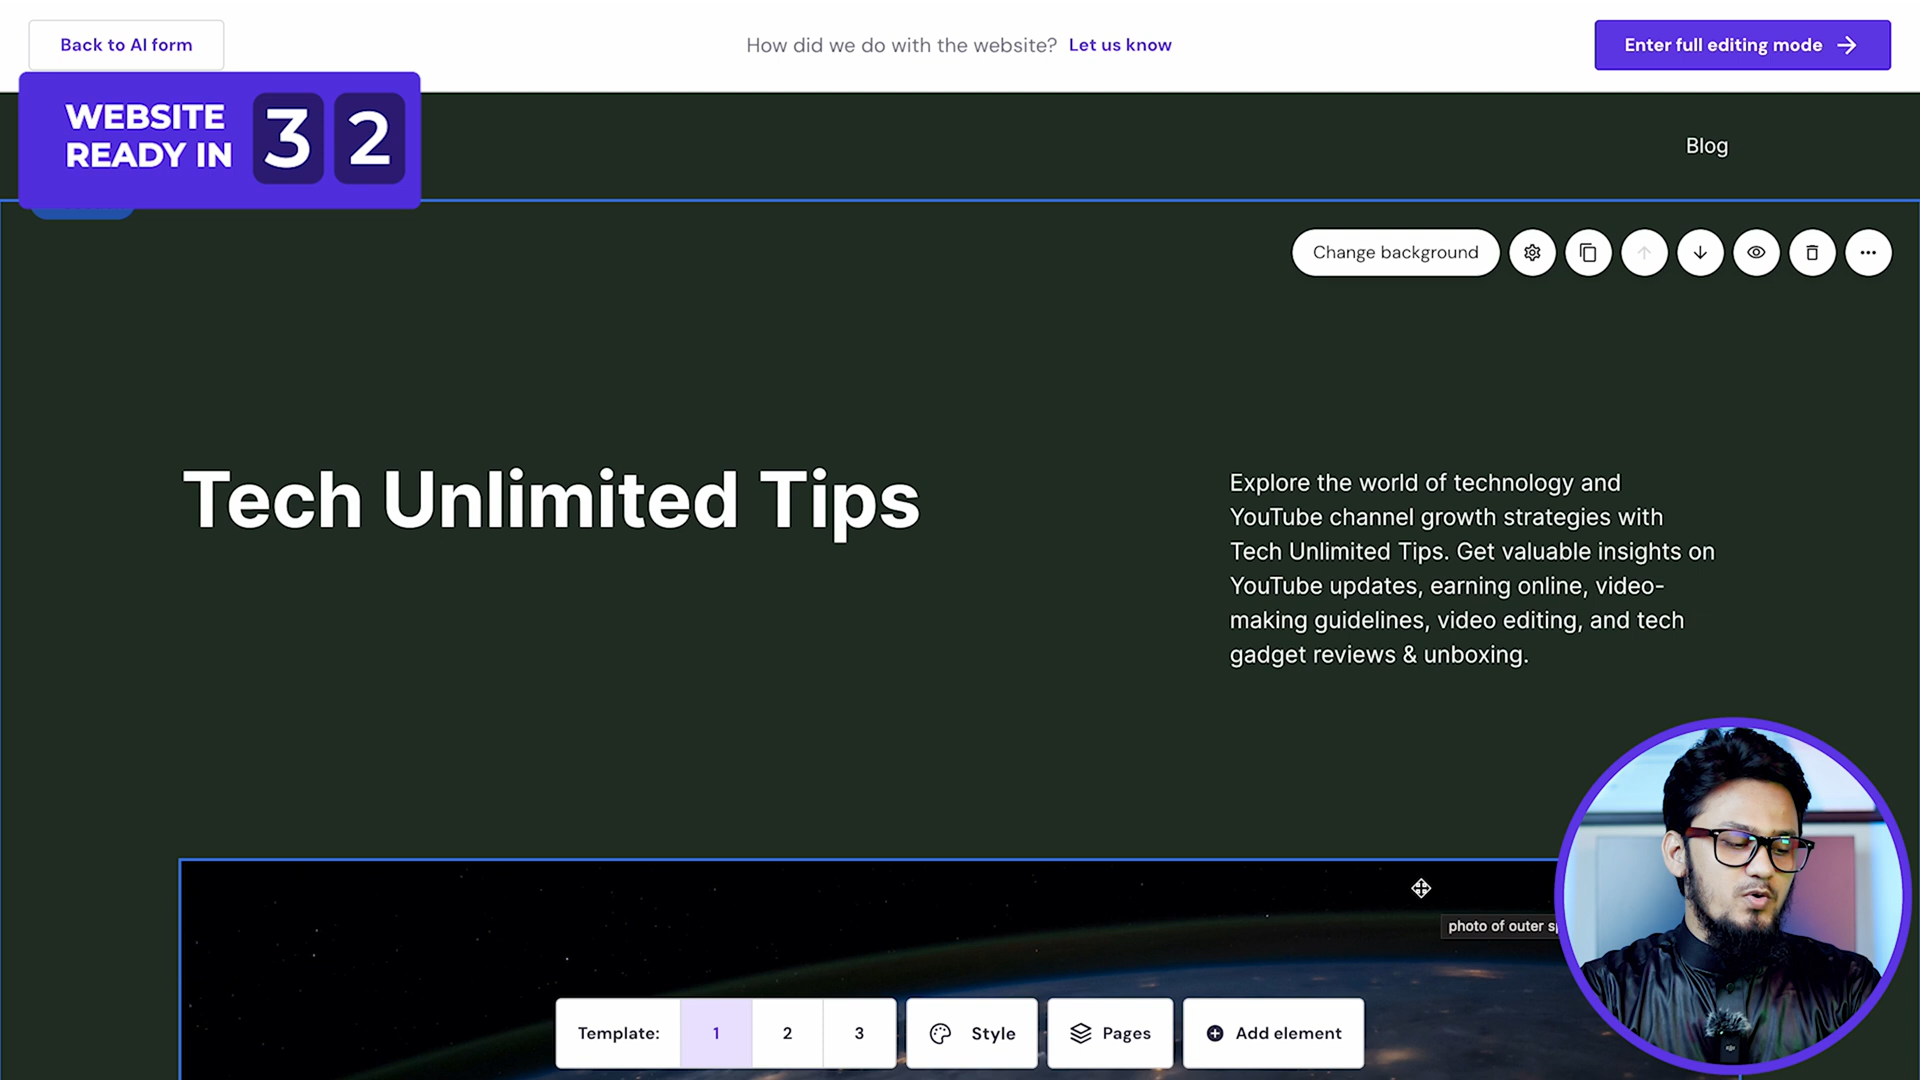 Back to AI form
How did we do with the website? Let us know
Enter full editing mode
WEBSITE
READY IN
3 2
Blog
Change background
Tech Unlimited Tips
Explore the world of technology and
YouTube channel growth strategies with
Tech Unlimited Tips. Get valuable insights on
YouTube updates, earning online, video-
making guidelines, video editing, and tech
gadget reviews & unboxing.
photo of outer
Template: 1 2 3
Style
Pages
Add element